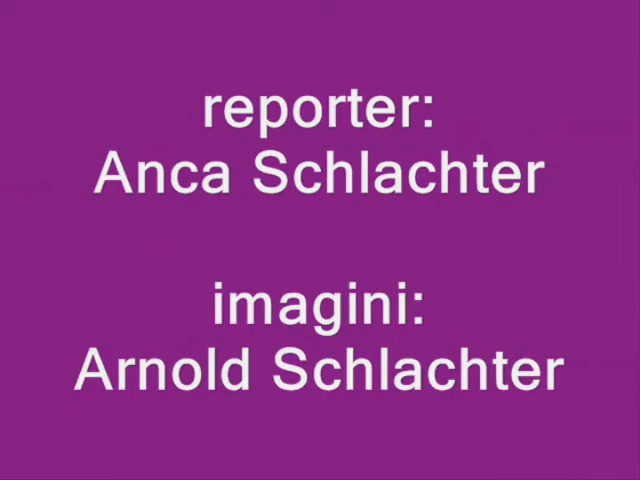 reporter:
Anca Schlachter
imagini:
Arnold Schlachter